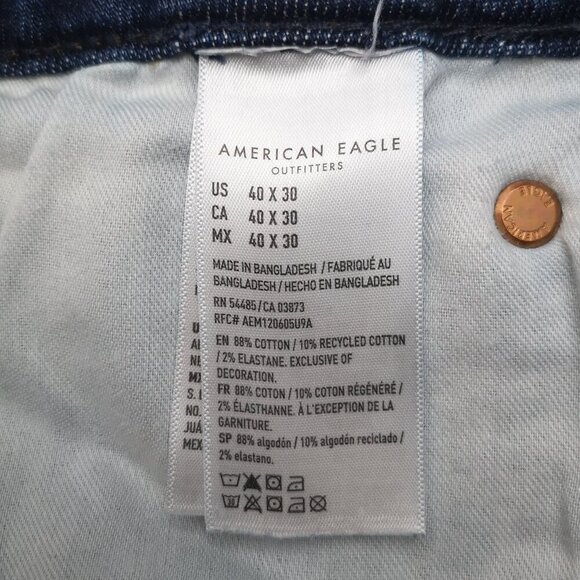 AMERICAN EAGLE
OUTFITTERS
US 40 X 30
CA 40 X 30
MX 40 X 30
MADE IN BANGLADESH / FABRIQUÉ AU
BANGLADESH / HECHO EN BANGLADESH
RN 54485 / CA 03873
RFC# AEM120605U9A
EN 88% COTTON / 10% RECYCLED COTTON
/ 2% ELASTANE. EXCLUSIVE OF
DECORATION.
FR 88% COTON / 10% COTON RÉGÉNÉRÉ /
2% ÉLASTHANNE. À L'EXCEPTION DE LA
GARNITURE.
SP 88% algodón / 10% algodón reciclado /
2% elastano.
AMERICAN EAGLE